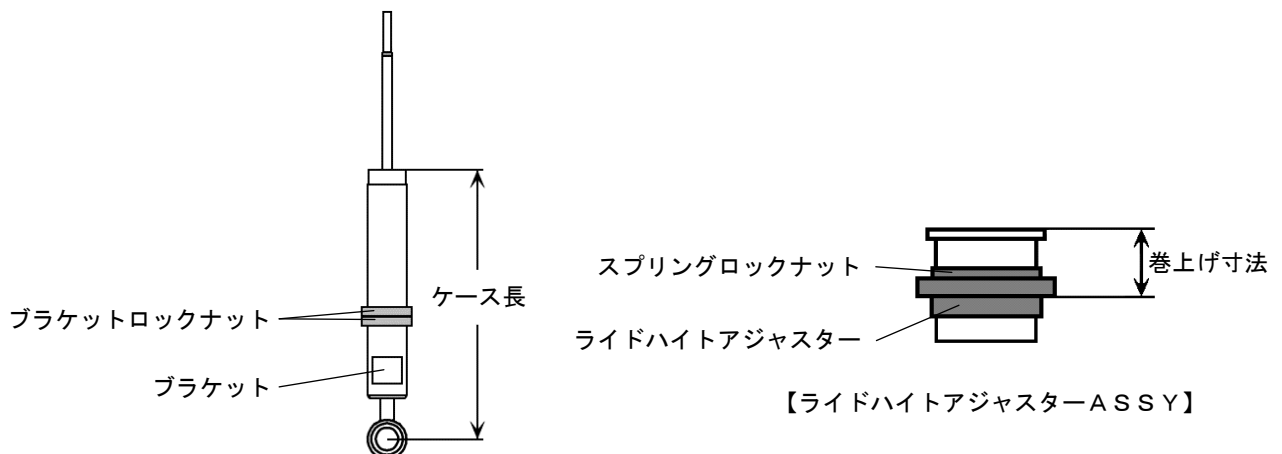 ケース長
ブラケットロックナット
ブラケット
スプリングロックナット
巻上げ寸法
ライドハイトアジャスター
【ライドハイトアジャスターＡＳＳＹ】